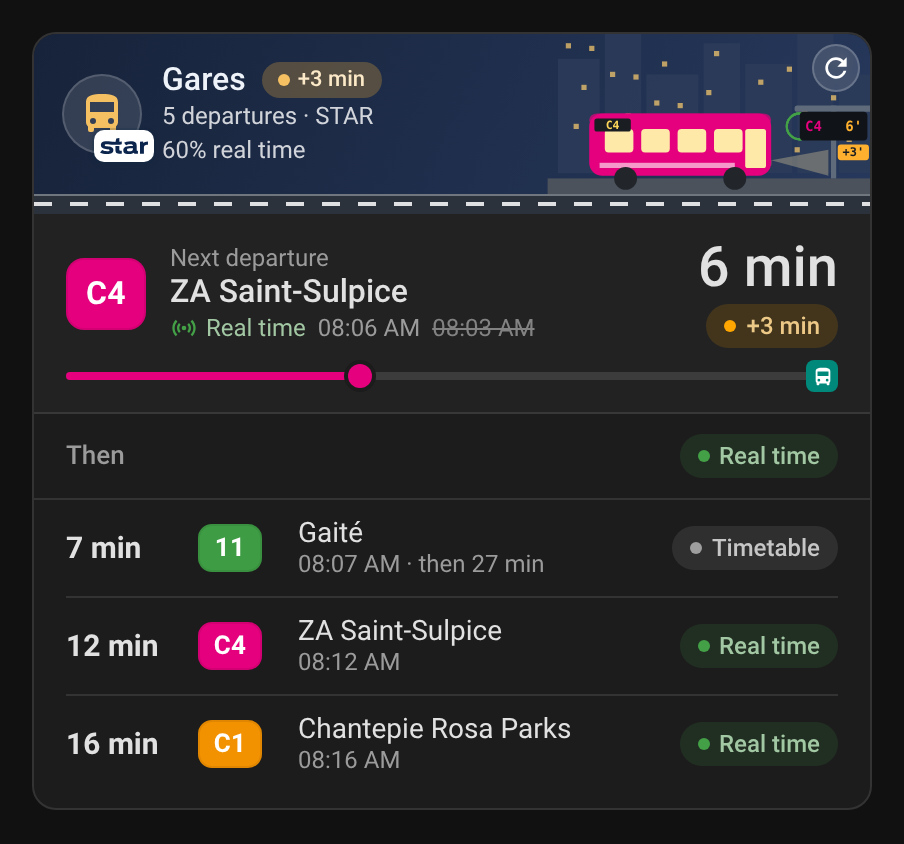 Gares +3 min
5 departures · STAR
star
60% real time
C4
C4 6'
+3'
Next departure
C4 ZA Saint-Sulpice
Real time 08:06 AM 08:03 AM
6 min
+3 min
Then Real time
7 min 11 Gaité Timetable
08:07 AM · then 27 min
12 min C4 ZA Saint-Sulpice Real time
08:12 AM
16 min C1 Chantepie Rosa Parks Real time
08:16 AM